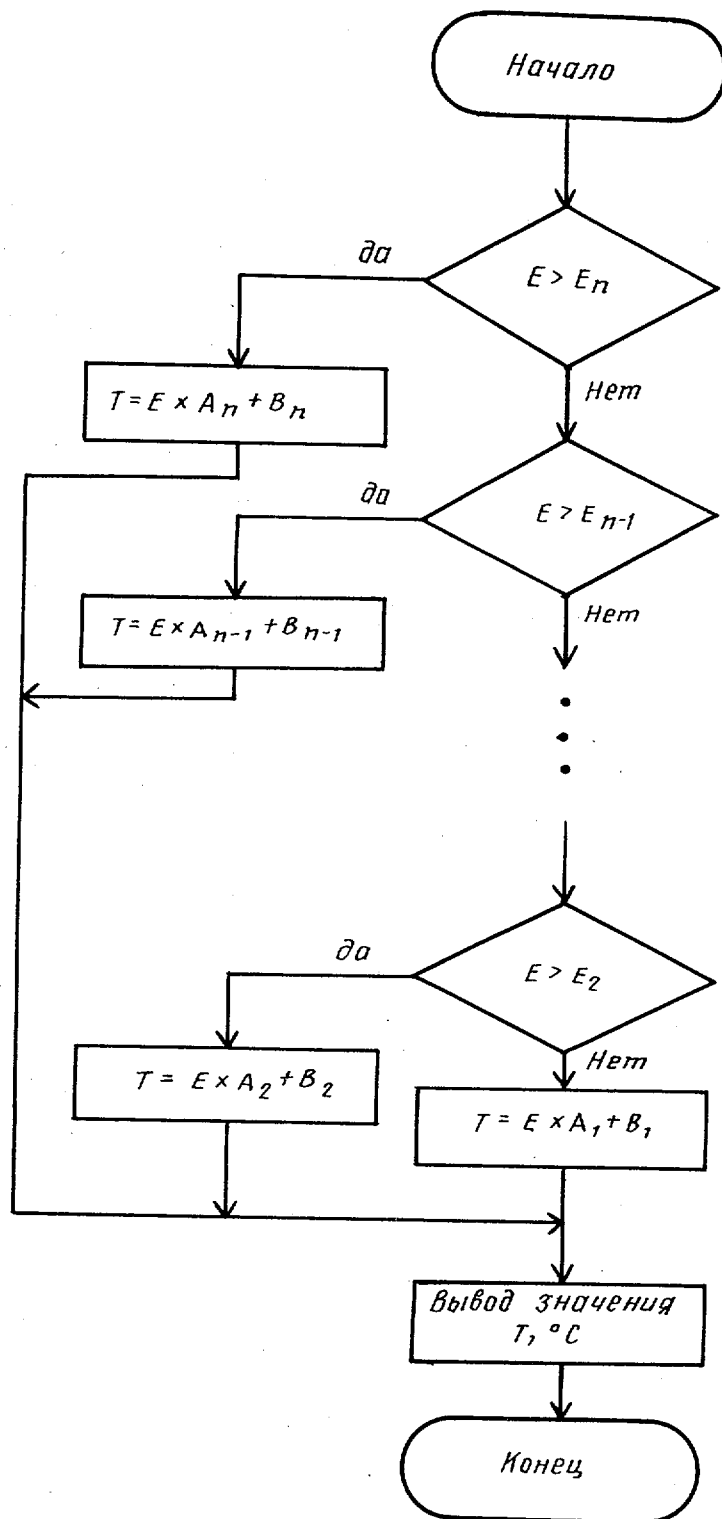 Начало
E > Eₙ
да
Нет
T = E × Aₙ + Bₙ
E > Eₙ₋₁
да
Нет
T = E × Aₙ₋₁ + Bₙ₋₁
E > E₂
да
Нет
T = E × A₂ + B₂
T = E × A₁ + B₁
Вывод значения
T, °C
Конец